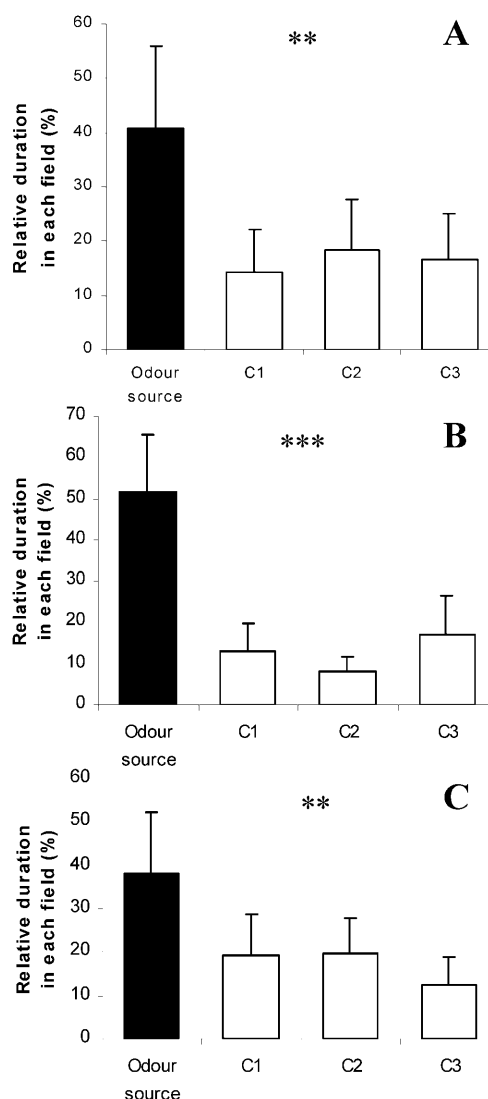 A
**
Relative duration
in each field (%)
60
50
40
30
20
10
0
Odour
source
C1
C2
C3
B
***
Relative duration
in each field (%)
70
60
50
40
30
20
10
0
Odour
source
C1
C2
C3
C
**
Relative duration
in each field (%)
60
50
40
30
20
10
0
Odour
source
C1
C2
C3